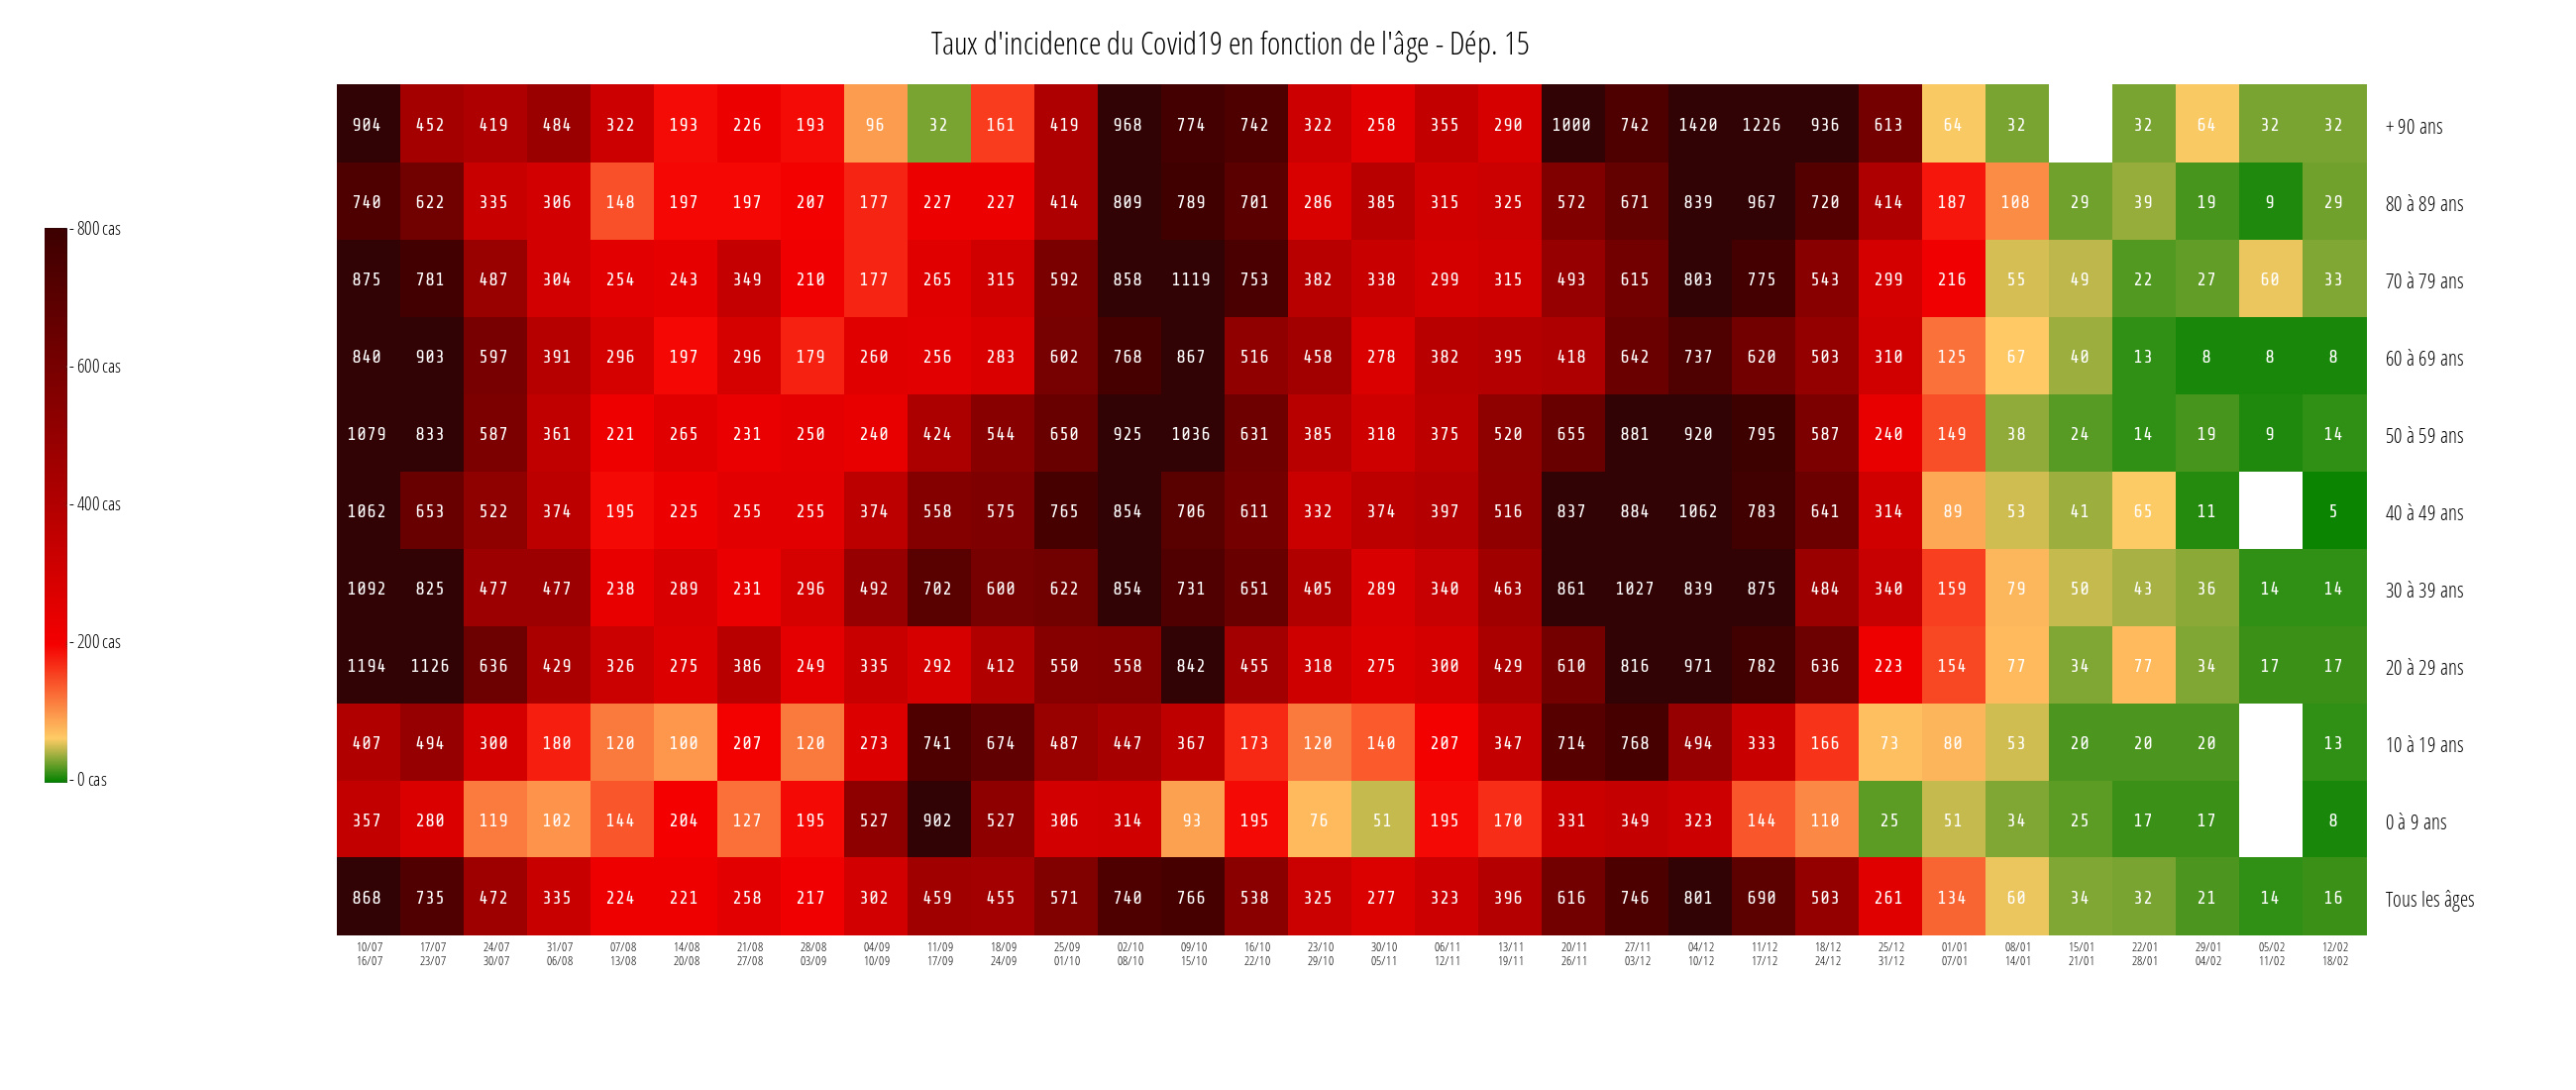 Taux d'incidence du Covid19 en fonction de l'âge - Dép. 15
- 800 cas
- 600 cas
- 400 cas
- 200 cas
- 0 cas
904 452 419 484 322 193 226 193 96 32 161 419 968 774 742 322 258 355 290 1000 742 1420 1226 936 613 64 32 32 64 32 32 + 90 ans
740 622 335 306 148 197 197 207 177 227 227 414 809 789 701 286 385 315 325 572 671 839 967 720 414 187 108 29 39 19 9 29 80 à 89 ans
875 781 487 304 254 243 349 210 177 265 315 592 858 1119 753 382 338 299 315 493 615 803 775 543 299 216 55 49 22 27 60 33 70 à 79 ans
840 903 597 391 296 197 296 179 260 256 283 602 768 867 516 458 278 382 395 418 642 737 620 503 310 125 67 40 13 8 8 8 60 à 69 ans
1079 833 587 361 221 265 231 250 240 424 544 650 925 1036 631 385 318 375 520 655 881 920 795 587 240 149 38 24 14 19 9 14 50 à 59 ans
1062 653 522 374 195 225 255 255 374 558 575 765 854 706 611 332 374 397 516 837 884 1062 783 641 314 89 53 41 65 11 5 40 à 49 ans
1092 825 477 477 238 289 231 296 492 702 600 622 854 731 651 405 289 340 463 861 1027 839 875 484 340 159 79 50 43 36 14 14 30 à 39 ans
1194 1126 636 429 326 275 386 249 335 292 412 550 558 842 455 318 275 300 429 610 816 971 782 636 223 154 77 34 77 34 17 17 20 à 29 ans
407 494 300 180 120 100 207 120 273 741 674 487 447 367 173 120 140 207 347 714 768 494 333 166 73 80 53 20 20 20 13 10 à 19 ans
357 280 119 102 144 204 127 195 527 902 527 306 314 93 195 76 51 195 170 331 349 323 144 110 25 51 34 25 17 17 8 0 à 9 ans
868 735 472 335 224 221 258 217 302 459 455 571 740 766 538 325 277 323 396 616 746 801 690 503 261 134 60 34 32 21 14 16 Tous les âges
10/07 17/07 24/07 31/07 07/08 14/08 21/08 28/08 04/09 11/09 18/09 25/09 02/10 09/10 16/10 23/10 30/10 06/11 13/11 20/11 27/11 04/12 11/12 18/12 25/12 01/01 08/01 15/01 22/01 29/01 05/02 12/02
16/07 23/07 30/07 06/08 13/08 20/08 27/08 03/09 10/09 17/09 24/09 01/10 08/10 15/10 22/10 29/10 05/11 12/11 19/11 26/11 03/12 10/12 17/12 24/12 31/12 07/01 14/01 21/01 28/01 04/02 11/02 18/02